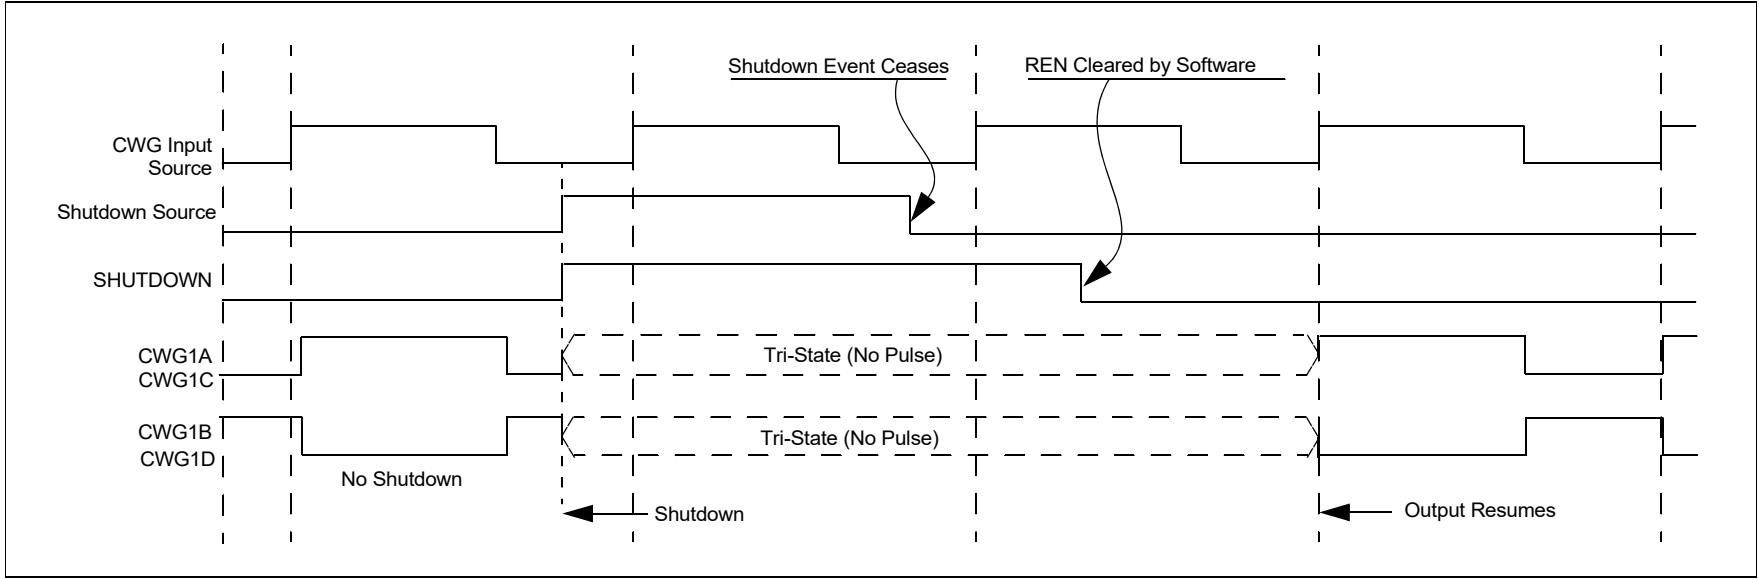 Shutdown Event Ceases
REN Cleared by Software
CWG Input
Source
Shutdown Source
SHUTDOWN
CWG1A
CWG1C
Tri-State (No Pulse)
CWG1B
CWG1D
Tri-State (No Pulse)
No Shutdown
Shutdown
Output Resumes